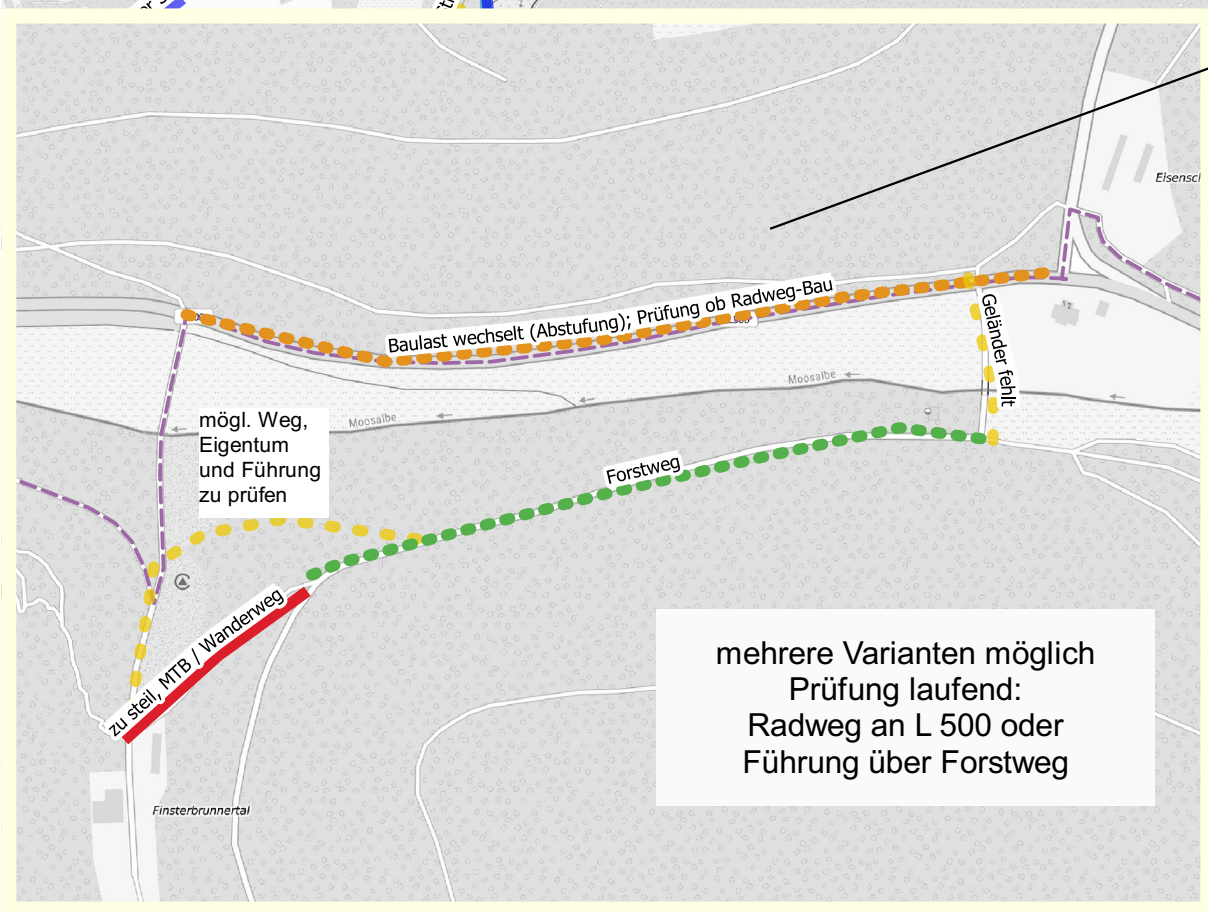 Eisensc
Baulast wechselt (Abstufung); Prüfung ob Radweg-Bau
Geländer fehlt
Moosalbe
Moosalbe
mögl. Weg,
Eigentum
und Führung
zu prüfen
Forstweg
zu steil, MTB / Wanderweg
mehrere Varianten möglich
Prüfung laufend:
Radweg an L 500 oder
Führung über Forstweg
Finsterbrunnertal